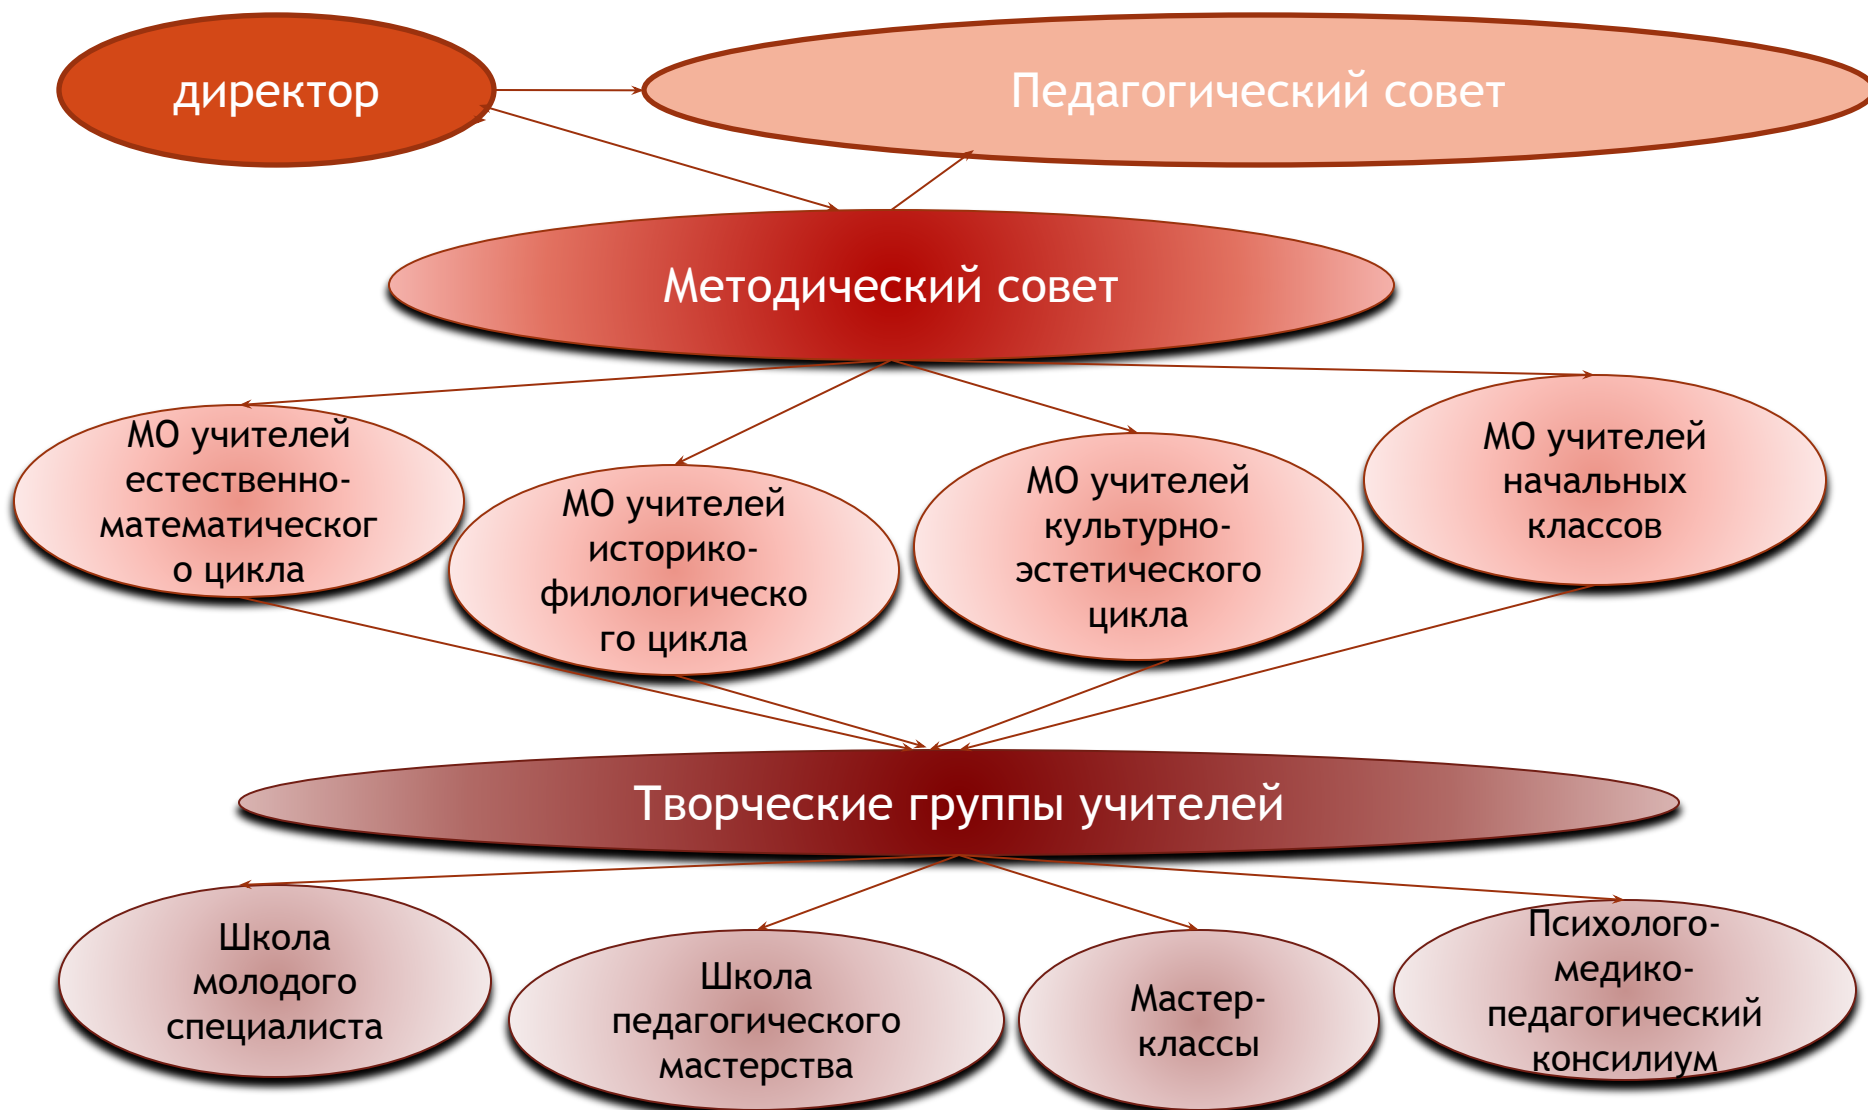 директор
Педагогический совет
Методический совет
МО учителей
естественно-
математическог
о цикла
МО учителей
историко-
филологическо
го цикла
МО учителей
культурно-
эстетического
цикла
МО учителей
начальных
классов
Творческие группы учителей
Школа
молодого
специалиста
Школа
педагогического
мастерства
Мастер-
классы
Психолого-
медико-
педагогический
консилиум